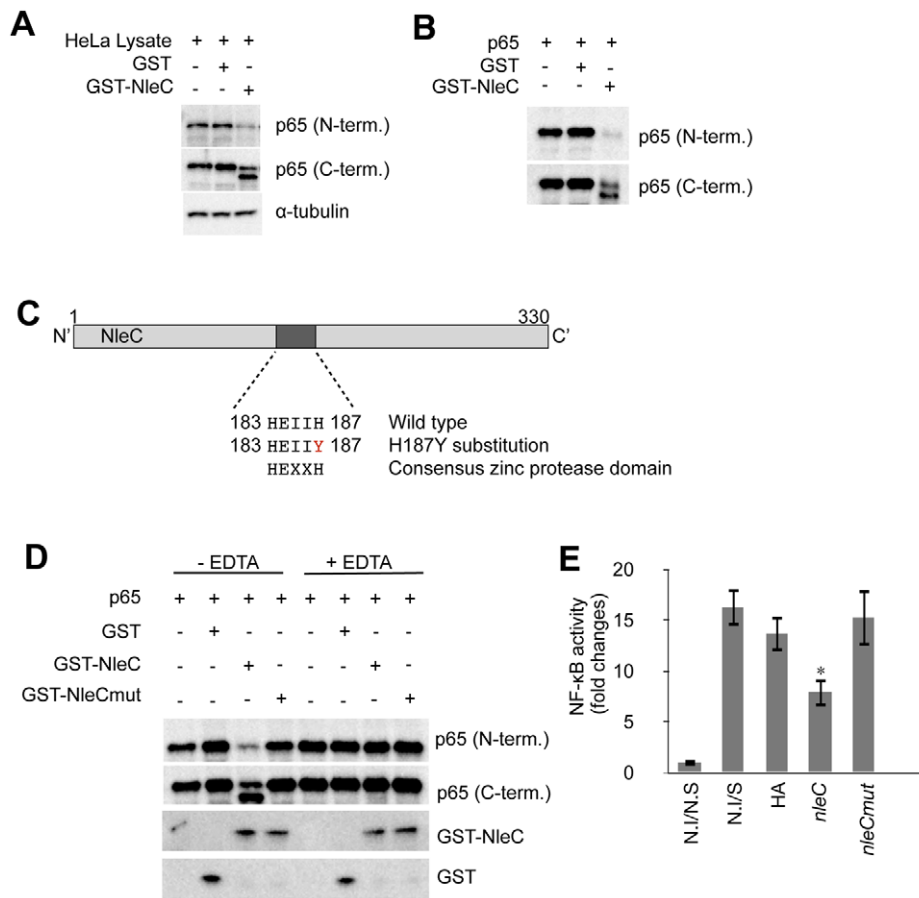 A
HeLa Lysate + + +
GST - + -
GST-NleC - - +
p65 (N-term.)
p65 (C-term.)
α-tubulin
B
p65 + + +
GST - + -
GST-NleC - - +
p65 (N-term.)
p65 (C-term.)
C
1 330
N' NleC C'
183 HEIIH 187 Wild type
183 HEIIY 187 H187Y substitution
HEXXH Consensus zinc protease domain
D
- EDTA + EDTA
p65 + + + + + + + +
GST - + - - - + - -
GST-NleC - - + - - - + -
GST-NleCmut - - - + - - - +
p65 (N-term.)
p65 (C-term.)
GST-NleC
GST
E
NF-κB activity
(fold changes)
20
15
10
5
0
*
N.I/N.S
N.I/S
HA
nleC
nleCmut